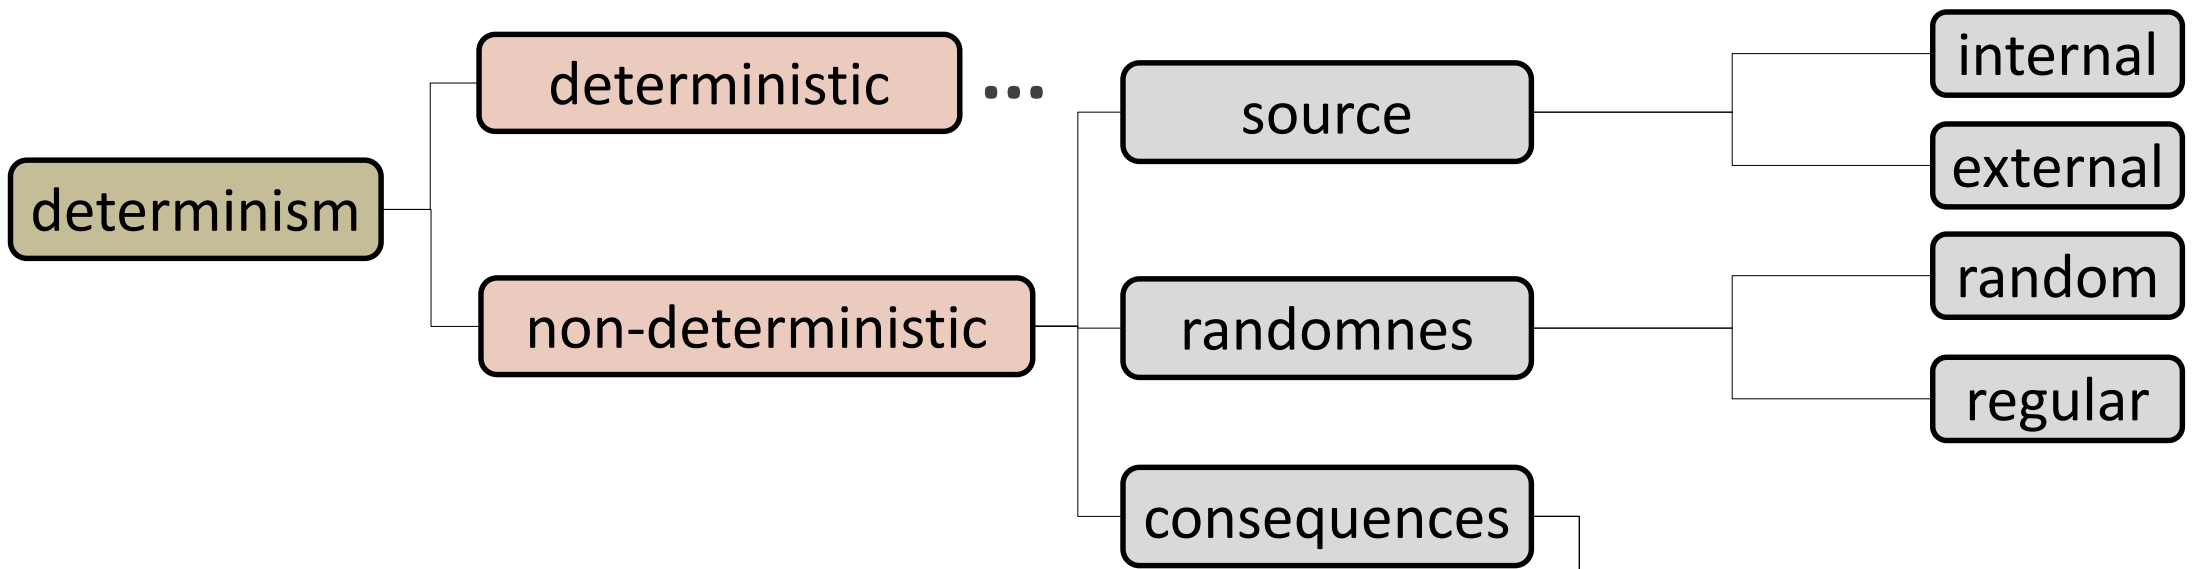 determinism
deterministic
...
non-deterministic
source
internal
external
randomnes
random
regular
consequences